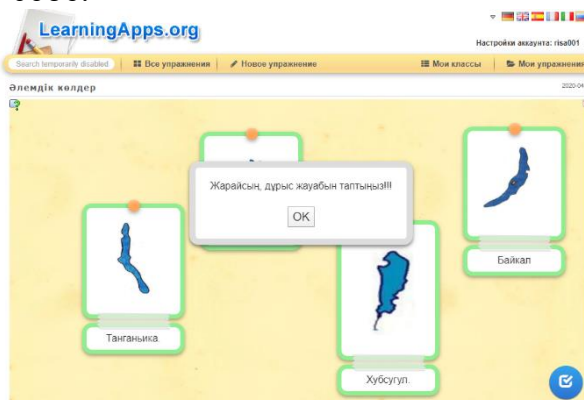 LearningApps.org
Настройки аккаунта: risa001
Search temporarily disabled
Все упражнения
Новое упражнение
Мои классы
Мои упражнения
Әлемдік көлдер
Жарайсың, дұрыс жауабын таптыңыз!!!
OK
Байкал
Танганьика
Хубсугул.